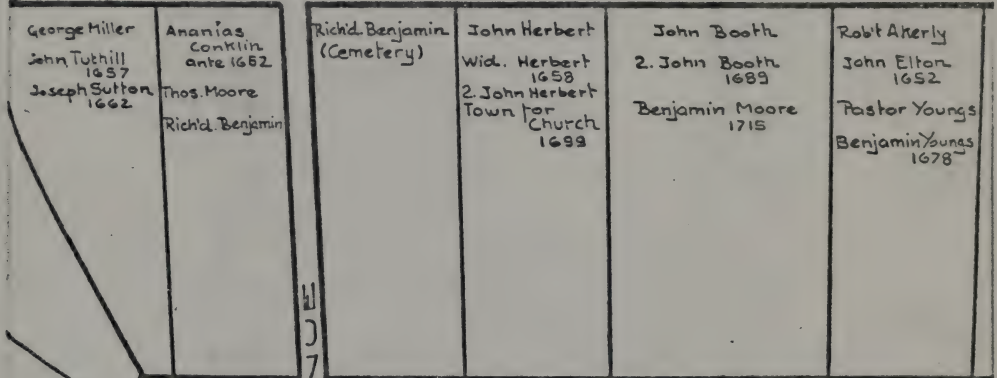 George Miller
John Tuthill
1657
Joseph Sutton
1662
Ananias
Conklin
ante 1652
Thos. Moore
Rich'd. Benjamin
Rich'd. Benjamin
(Cemetery)
John Herbert
Wid. Herbert
1658
2. John Herbert
Town for
Church
1699
John Booth
2. John Booth
1689
Benjamin Moore
1715
Rob't Akerly
John Elton
1652
Pastor Youngs
Benjamin Youngs
1678